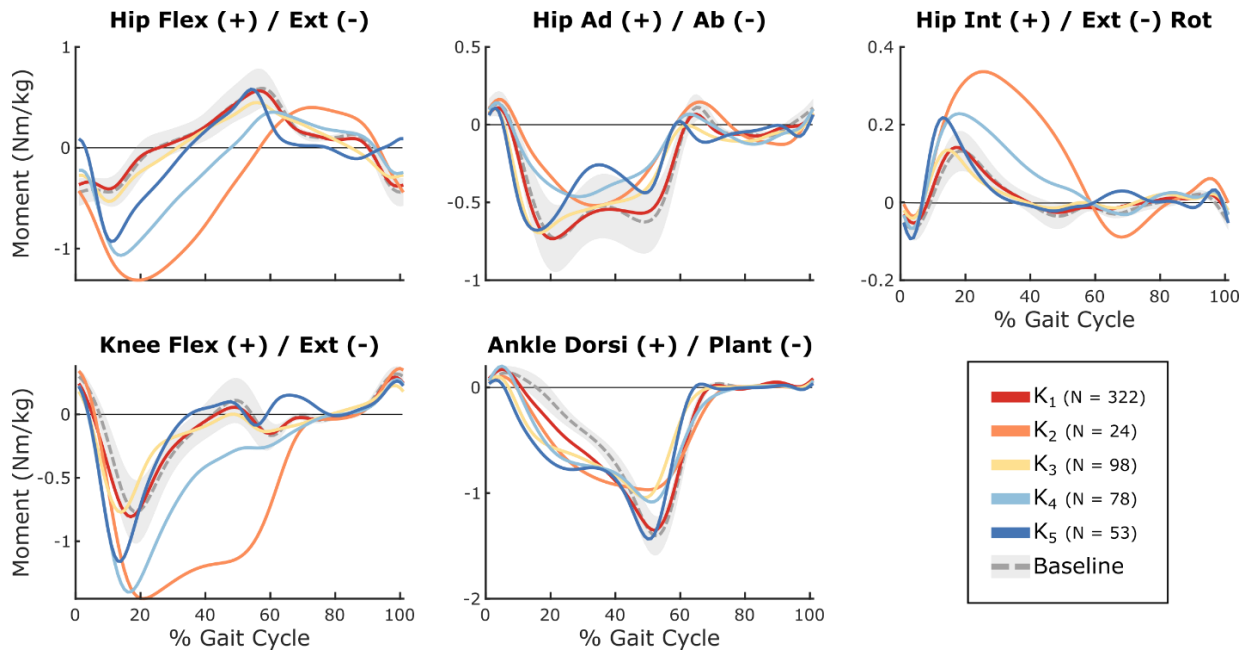 Hip Flex (+) / Ext (-)
Hip Ad (+) / Ab (-)
Hip Int (+) / Ext (-) Rot
Moment (Nm/kg)
1
0
-1
0.5
0
-0.5
-1
0.4
0.2
0
-0.2
0 20 40 60 80 100
% Gait Cycle
Knee Flex (+) / Ext (-)
Ankle Dorsi (+) / Plant (-)
Moment (Nm/kg)
0
-0.5
-1
0 20 40 60 80 100
% Gait Cycle
0
-1
-2
0 20 40 60 80 100
% Gait Cycle
K1 (N = 322)
K2 (N = 24)
K3 (N = 98)
K4 (N = 78)
K5 (N = 53)
Baseline